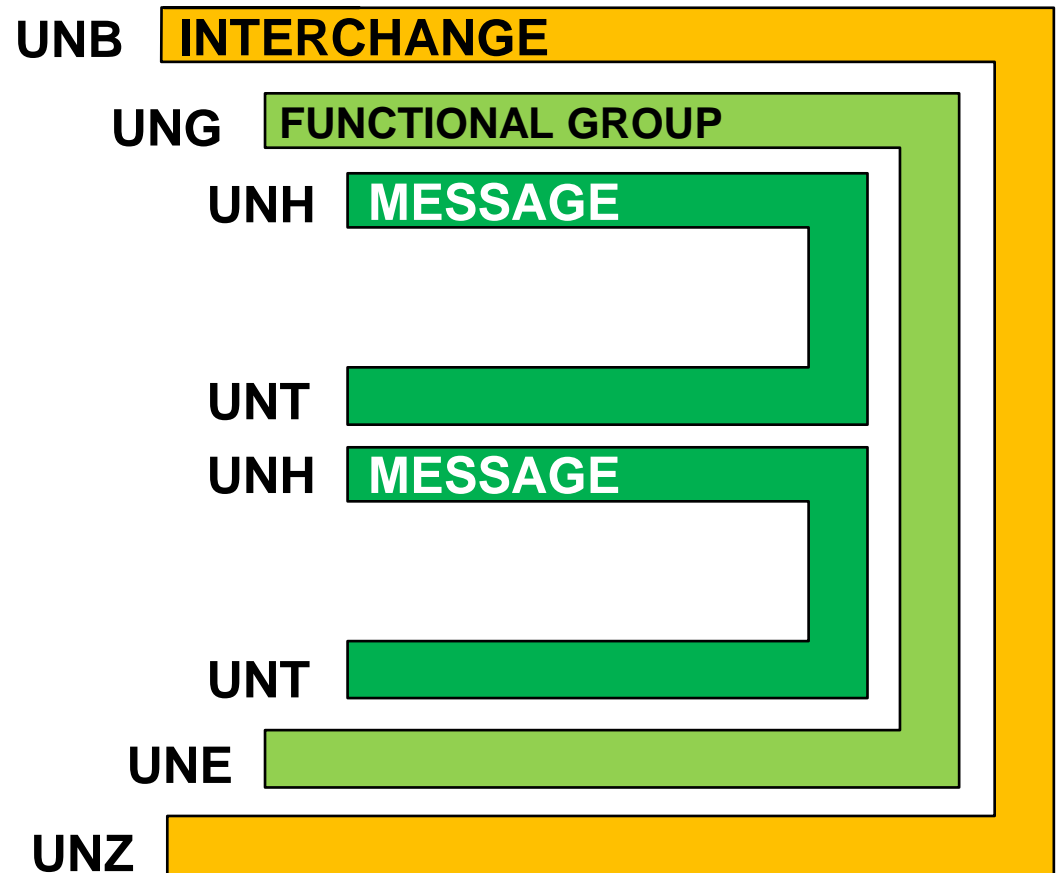 UNB INTERCHANGE
UNG FUNCTIONAL GROUP
UNH MESSAGE
UNT
UNH MESSAGE
UNT
UNE
UNZ